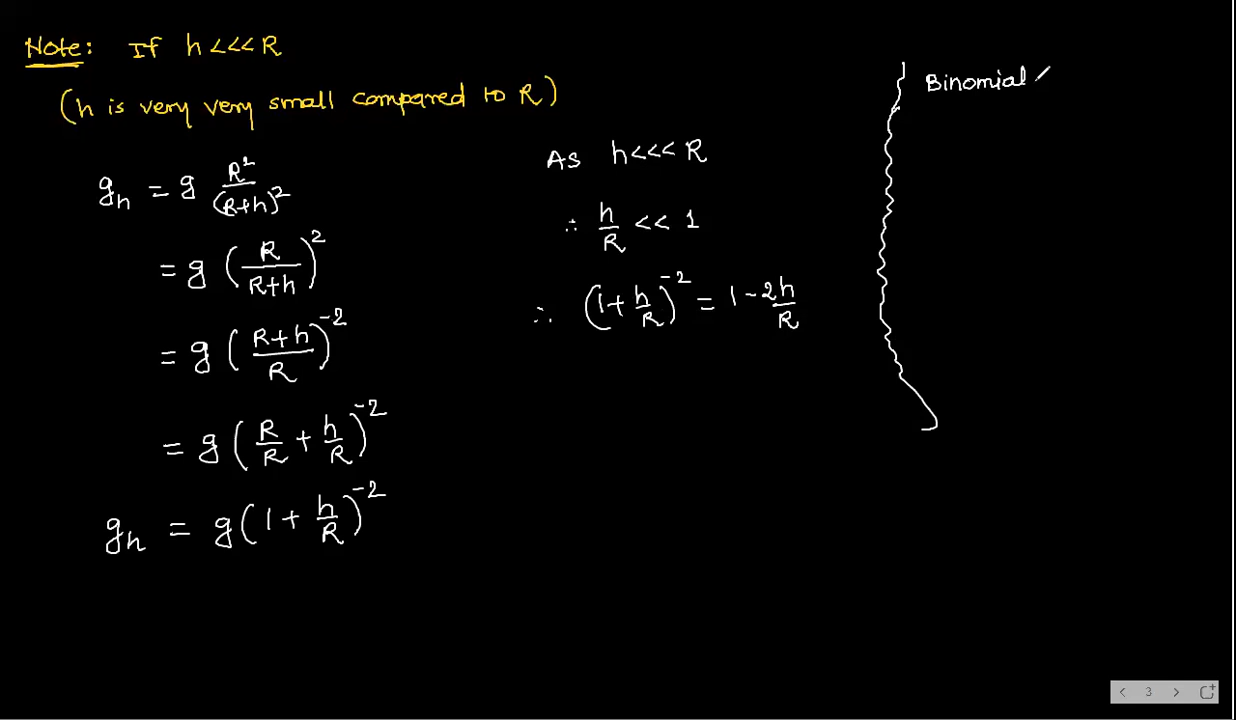 Note: If h <<< R
(h is very very small compared to R)
g_h = g R²/(R+h)²
= g (R/(R+h))²
= g ((R+h)/R)⁻²
= g (R/R + h/R)⁻²
g_h = g(1 + h/R)⁻²
As h <<< R
∴ h/R << 1
∴ (1 + h/R)⁻² = 1 - 2h/R
Binomial
3